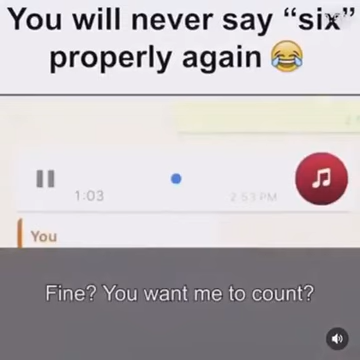 You will never say “six”
properly again 😂
1:03
2:53 PM
You
Fine? You want me to count?